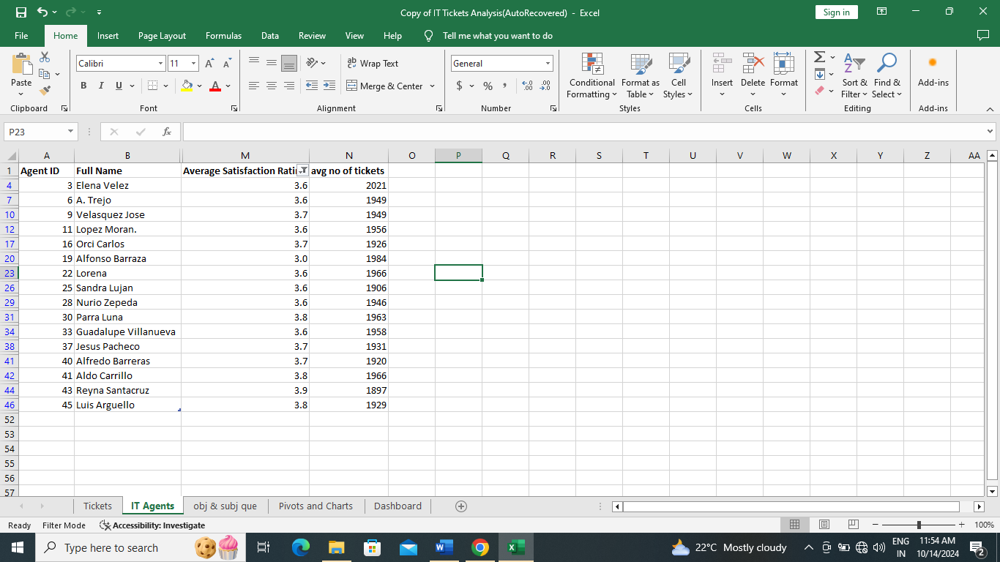 Copy of IT Tickets Analysis(AutoRecovered) - Excel
Sign in
File Home Insert Page Layout Formulas Data Review View Help Tell me what you want to do
Calibri 11 Wrap Text General
Paste B I U Merge & Center $ % , Conditional Formatting Format as Table Cell Styles Insert Delete Format Sort & Filter Find & Select Add-ins
Clipboard Font Alignment Number Styles Cells Editing Add-ins
P23 fx
A B M N O P Q R S T U V W X Y Z AA
1 Agent ID Full Name Average Satisfaction Ratin avg no of tickets
4 3 Elena Velez 3.6 2021
7 6 A. Trejo 3.6 1949
10 9 Velasquez Jose 3.7 1949
12 11 Lopez Moran. 3.6 1956
17 16 Orci Carlos 3.7 1926
20 19 Alfonso Barraza 3.0 1984
23 22 Lorena 3.6 1966
26 25 Sandra Lujan 3.6 1906
29 28 Nurio Zepeda 3.6 1946
31 30 Parra Luna 3.8 1963
34 33 Guadalupe Villanueva 3.6 1958
38 37 Jesus Pacheco 3.7 1931
41 40 Alfredo Barreras 3.7 1920
42 41 Aldo Carrillo 3.8 1966
44 43 Reyna Santacruz 3.9 1897
46 45 Luis Arguello 3.8 1929
52
53
54
55
56
57
Tickets IT Agents obj & subj que Pivots and Charts Dashboard
Ready Filter Mode Accessibility: Investigate 100%
Type here to search 22°C Mostly cloudy ENG IN 11:54 AM 10/14/2024 2